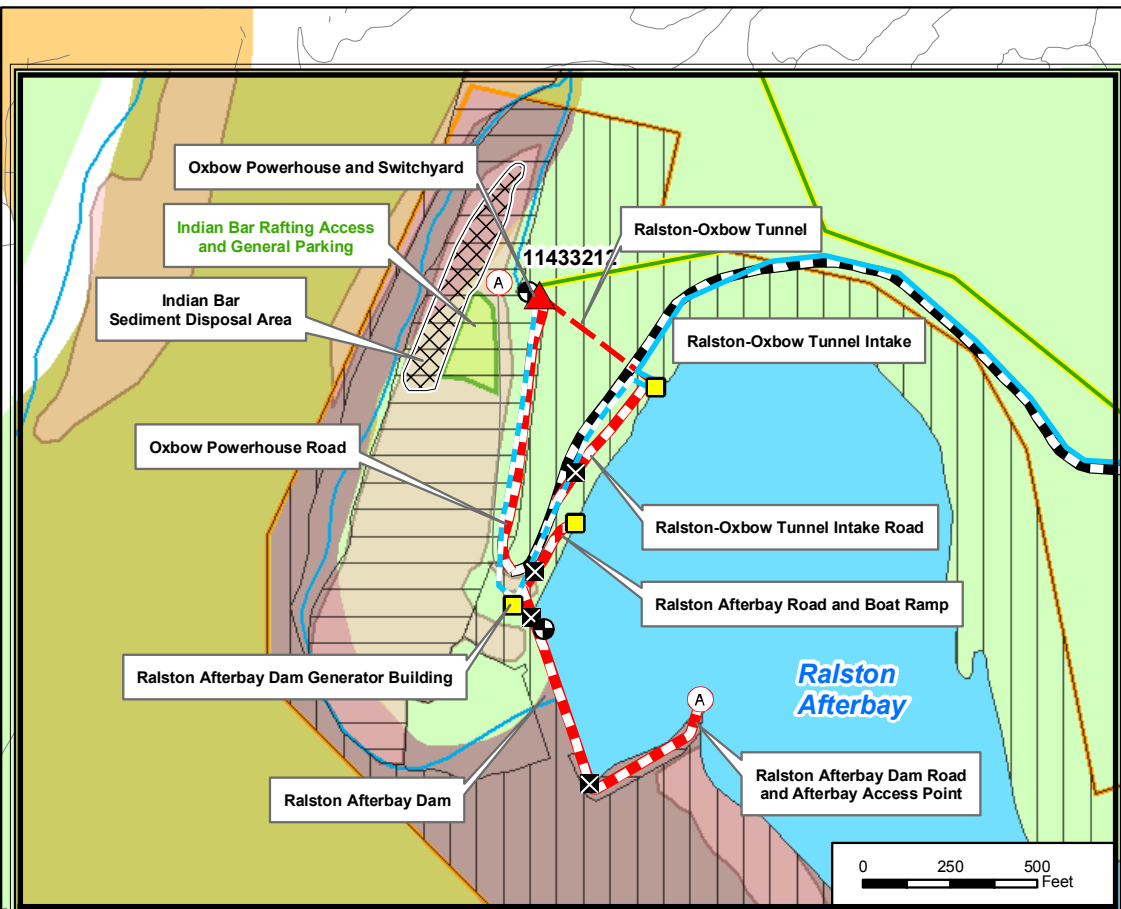 Oxbow Powerhouse and Switchyard
Indian Bar Rafting Access
and General Parking
Ralston-Oxbow Tunnel
11433212
A
Indian Bar
Sediment Disposal Area
Ralston-Oxbow Tunnel Intake
Oxbow Powerhouse Road
Ralston-Oxbow Tunnel Intake Road
Ralston Afterbay Road and Boat Ramp
Ralston Afterbay Dam Generator Building
Ralston
Afterbay
A
Ralston Afterbay Dam
Ralston Afterbay Dam Road
and Afterbay Access Point
0 250 500
Feet